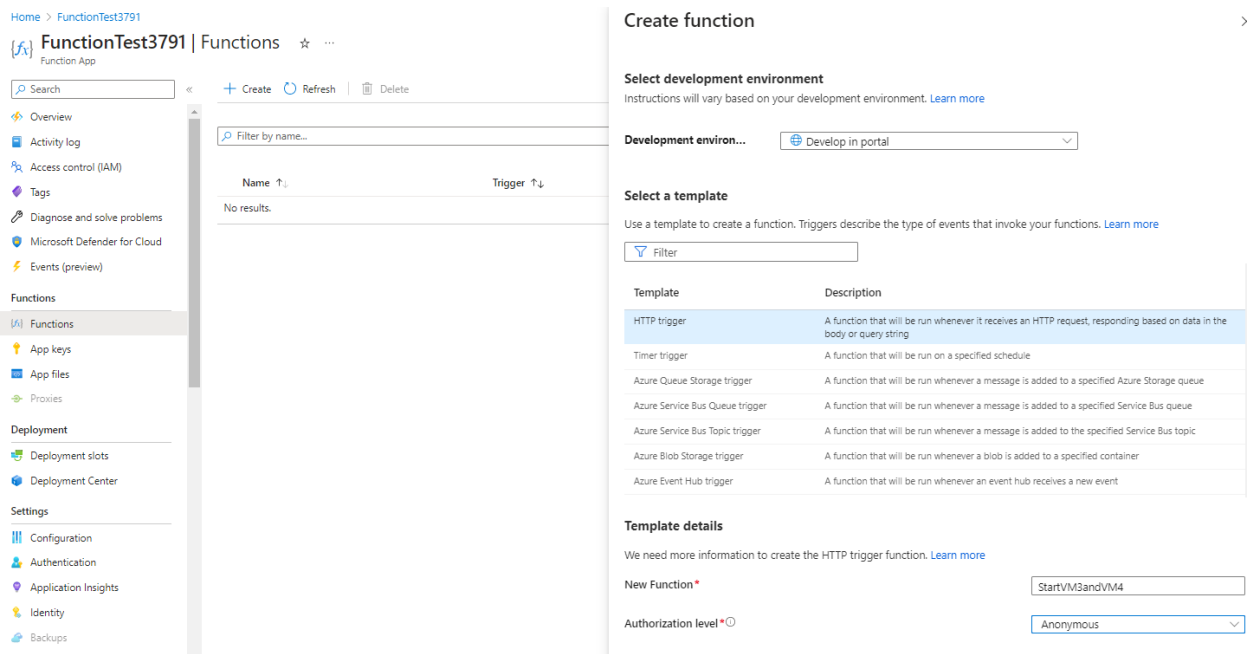 Home > FunctionTest3791
FunctionTest3791 | Functions
Function App
Search
Overview
Activity log
Access control (IAM)
Tags
Diagnose and solve problems
Microsoft Defender for Cloud
Events (preview)
Functions
Functions
App keys
App files
Proxies
Deployment
Deployment slots
Deployment Center
Settings
Configuration
Authentication
Application Insights
Identity
Backups
Create Refresh Delete
Filter by name...
Name Trigger
No results.
Create function
Select development environment
Instructions will vary based on your development environment. Learn more
Development environ... Develop in portal
Select a template
Use a template to create a function. Triggers describe the type of events that invoke your functions. Learn more
Filter
Template Description
HTTP trigger A function that will be run whenever it receives an HTTP request, responding based on data in the
body or query string
Timer trigger A function that will be run on a specified schedule
Azure Queue Storage trigger A function that will be run whenever a message is added to a specified Azure Storage queue
Azure Service Bus Queue trigger A function that will be run whenever a message is added to a specified Service Bus queue
Azure Service Bus Topic trigger A function that will be run whenever a message is added to the specified Service Bus topic
Azure Blob Storage trigger A function that will be run whenever a blob is added to a specified container
Azure Event Hub trigger A function that will be run whenever an event hub receives a new event
Template details
We need more information to create the HTTP trigger function. Learn more
New Function* StartVM3andVM4
Authorization level* Anonymous